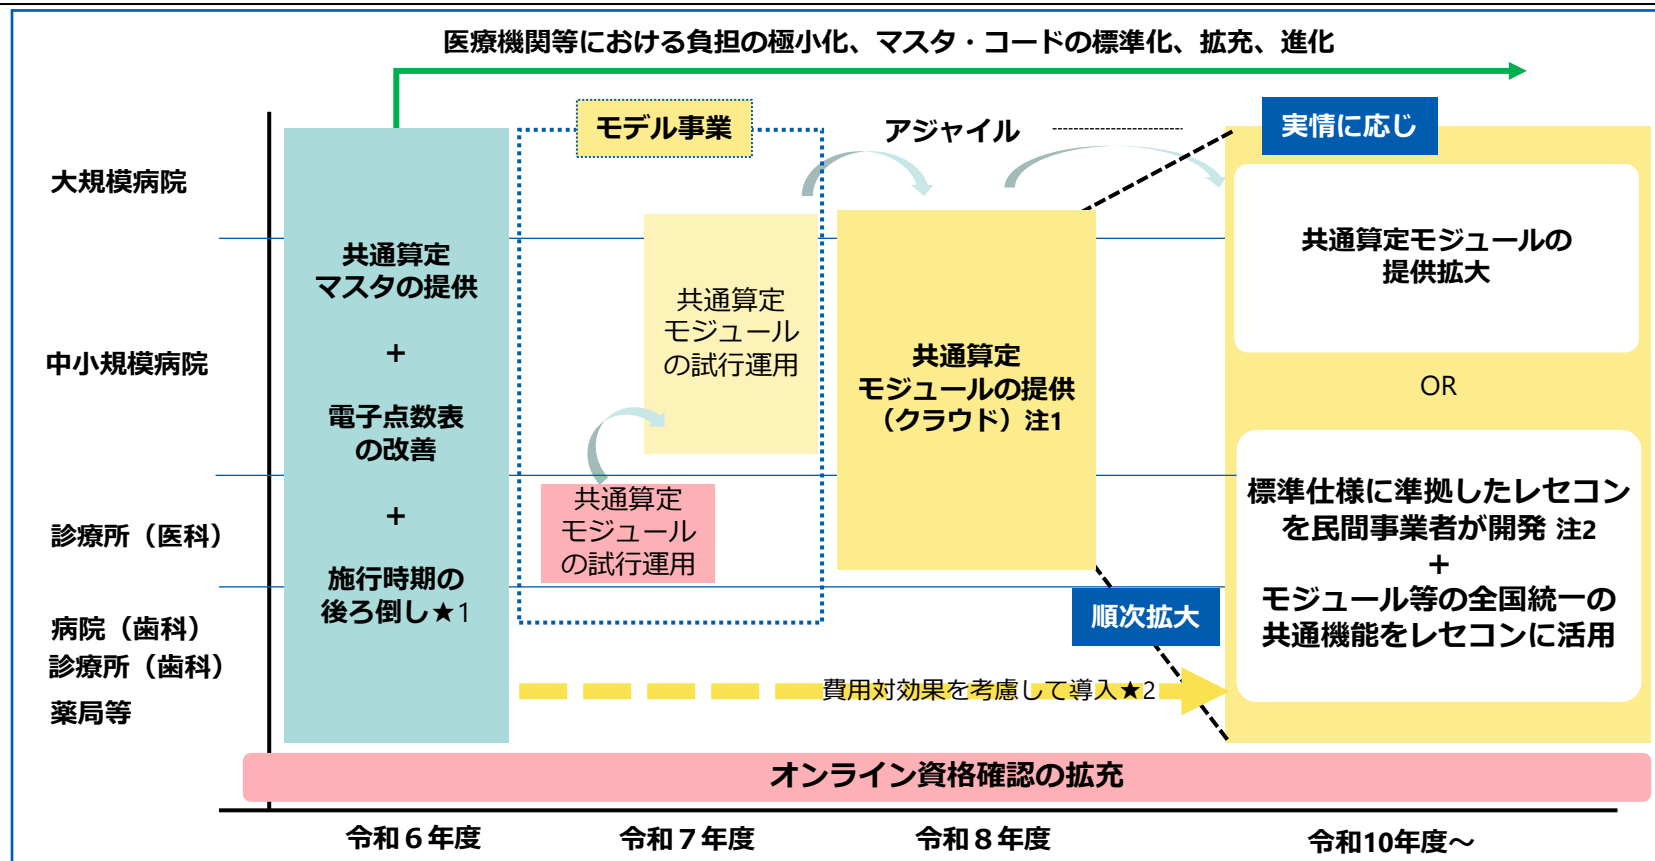 医療機関等における負担の極小化、マスタ・コードの標準化、拡充、進化
モデル事業
アジャイル
実情に応じ
大規模病院
中小規模病院
診療所（医科）
病院（歯科）
診療所（歯科）
薬局等
共通算定
マスタの提供
+
電子点数表
の改善
+
施行時期の
後ろ倒し★1
共通算定
モジュール
の試行運用
共通算定
モジュール
の試行運用
共通算定
モジュールの提供
（クラウド）注1
共通算定モジュールの
提供拡大
OR
標準仕様に準拠したレセコン
を民間事業者が開発 注2
+
モジュール等の全国統一の
共通機能をレセコンに活用
順次拡大
費用対効果を考慮して導入★2
オンライン資格確認の拡充
令和６年度
令和７年度
令和８年度
令和10年度～